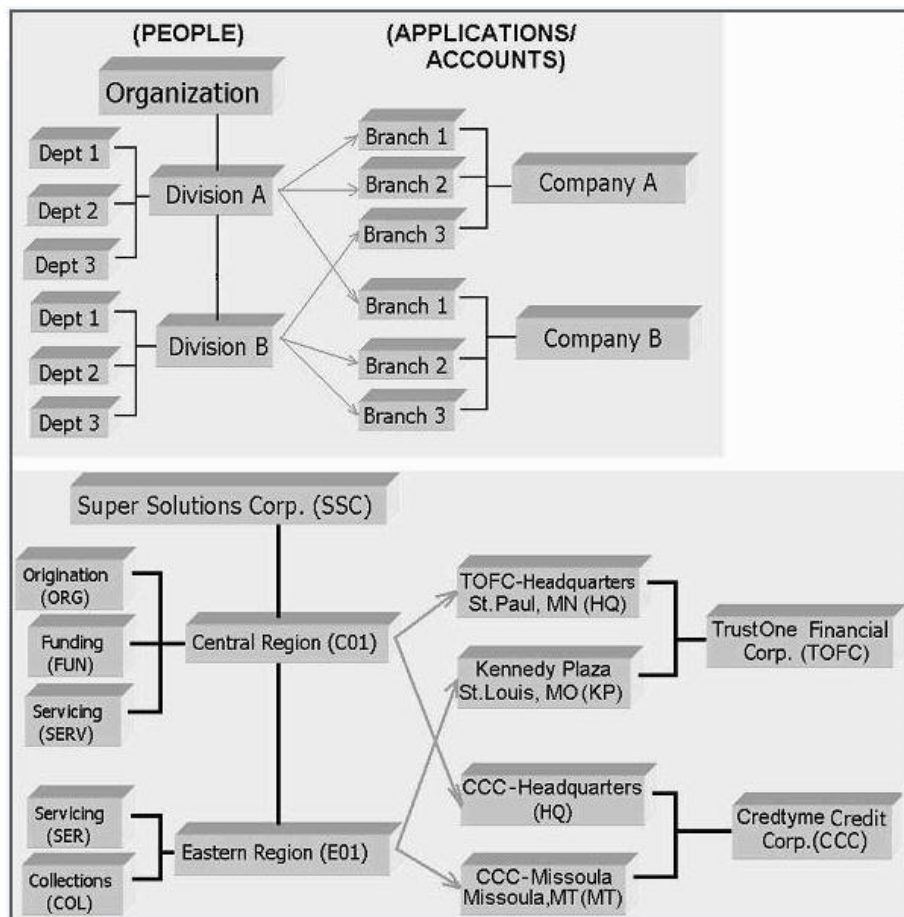 (PEOPLE)
(APPLICATIONS/
ACCOUNTS)
Organization
Dept 1
Dept 2
Dept 3
Division A
Branch 1
Branch 2
Branch 3
Company A
Dept 1
Dept 2
Dept 3
Division B
Branch 1
Branch 2
Branch 3
Company B
Super Solutions Corp. (SSC)
Origination
(ORG)
Funding
(FUN)
Servicing
(SERV)
Central Region (C01)
TOFC-Headquarters
St.Paul, MN (HQ)
Kennedy Plaza
St.Louis, MO (KP)
TrustOne Financial
Corp. (TOFC)
Servicing
(SER)
Collections
(COL)
Eastern Region (E01)
CCC-Headquarters
(HQ)
CCC-Missoula
Missoula,MT(MT)
Credtyme Credit
Corp.(CCC)